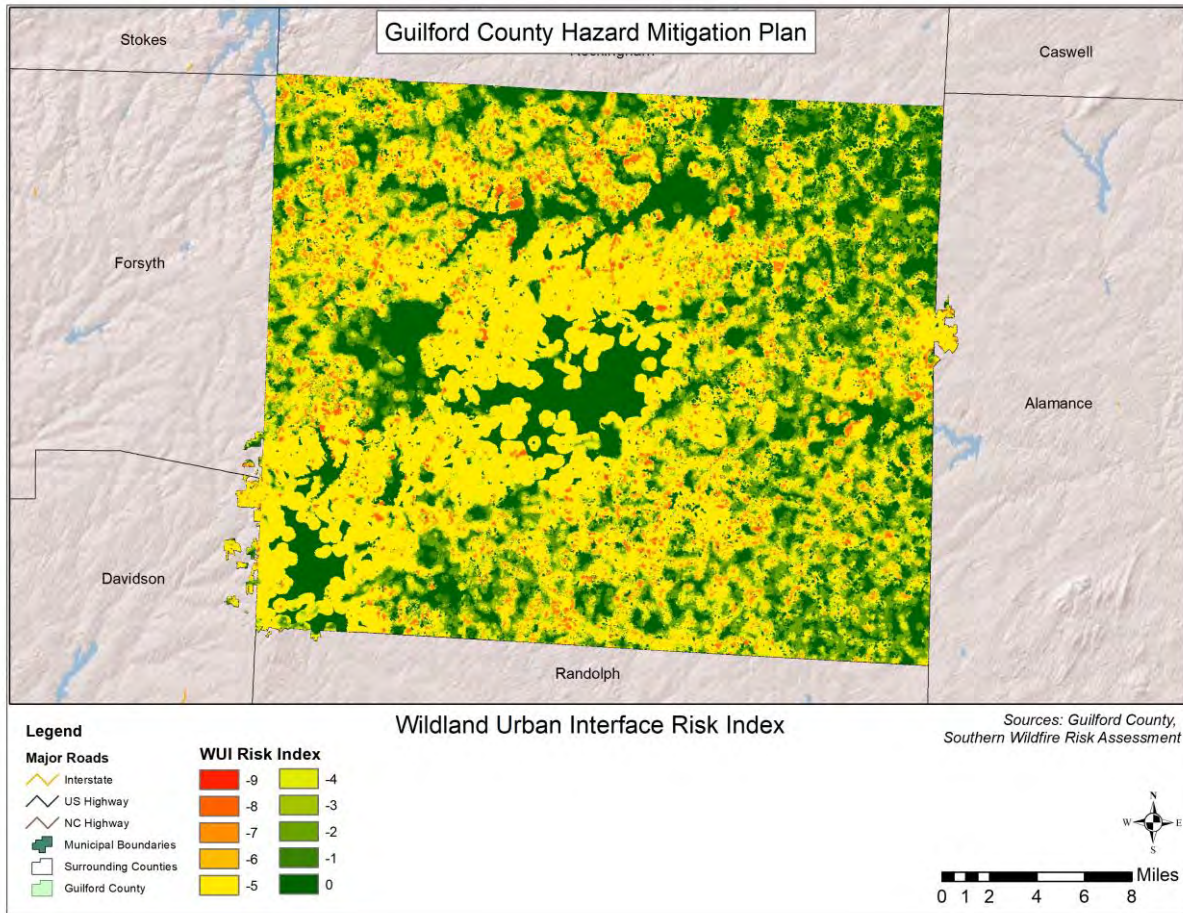 Guilford County Hazard Mitigation Plan
Stokes
Rockingham
Caswell
Forsyth
Alamance
Davidson
Randolph
Wildland Urban Interface Risk Index
Sources: Guilford County,
Southern Wildfire Risk Assessment
Legend
Major Roads
Interstate
US Highway
NC Highway
Municipal Boundaries
Surrounding Counties
Guilford County
WUI Risk Index
-9
-8
-7
-6
-5
-4
-3
-2
-1
0
N
W E
S
Miles
0 1 2 4 6 8